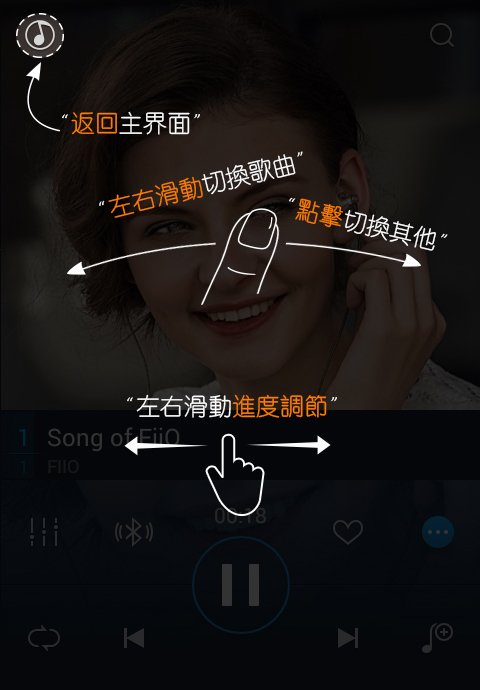 “返回主界面”
“左右滑動切換歌曲”
“點擊切換其他”
“左右滑動進度調節”
1 Song of FiiO
1 FIIO
00:18